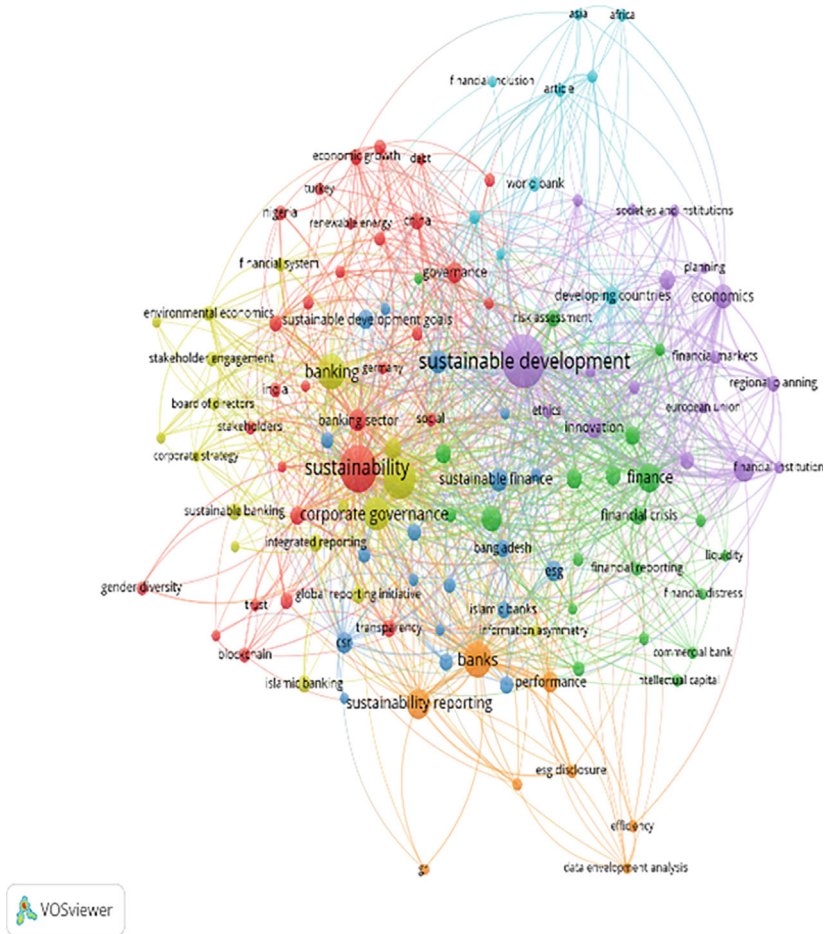 asia
africa
financial inclusion
article
economic growth
debt
world bank
turkey
nigeria
renewable energy
china
societies and institutions
financial system
governance
planning
developing countries
economics
environmental economics
sustainable development goals
risk assessment
stakeholder engagement
banking
germany
sustainable development
financial markets
regional planning
india
board of directors
ethics
european union
stakeholders
banking sector
social
innovation
corporate strategy
sustainability
sustainable finance
finance
financial institution
sustainable banking
corporate governance
financial crisis
integrated reporting
bangladesh
liquidity
esg
financial reporting
gender diversity
global reporting initiative
financial distress
trust
islamic banks
transparency
information asymmetry
csr
blockchain
banks
commercial bank
islamic banking
performance
intellectual capital
sustainability reporting
esg disclosure
efficiency
data envelopment analysis
VOSviewer